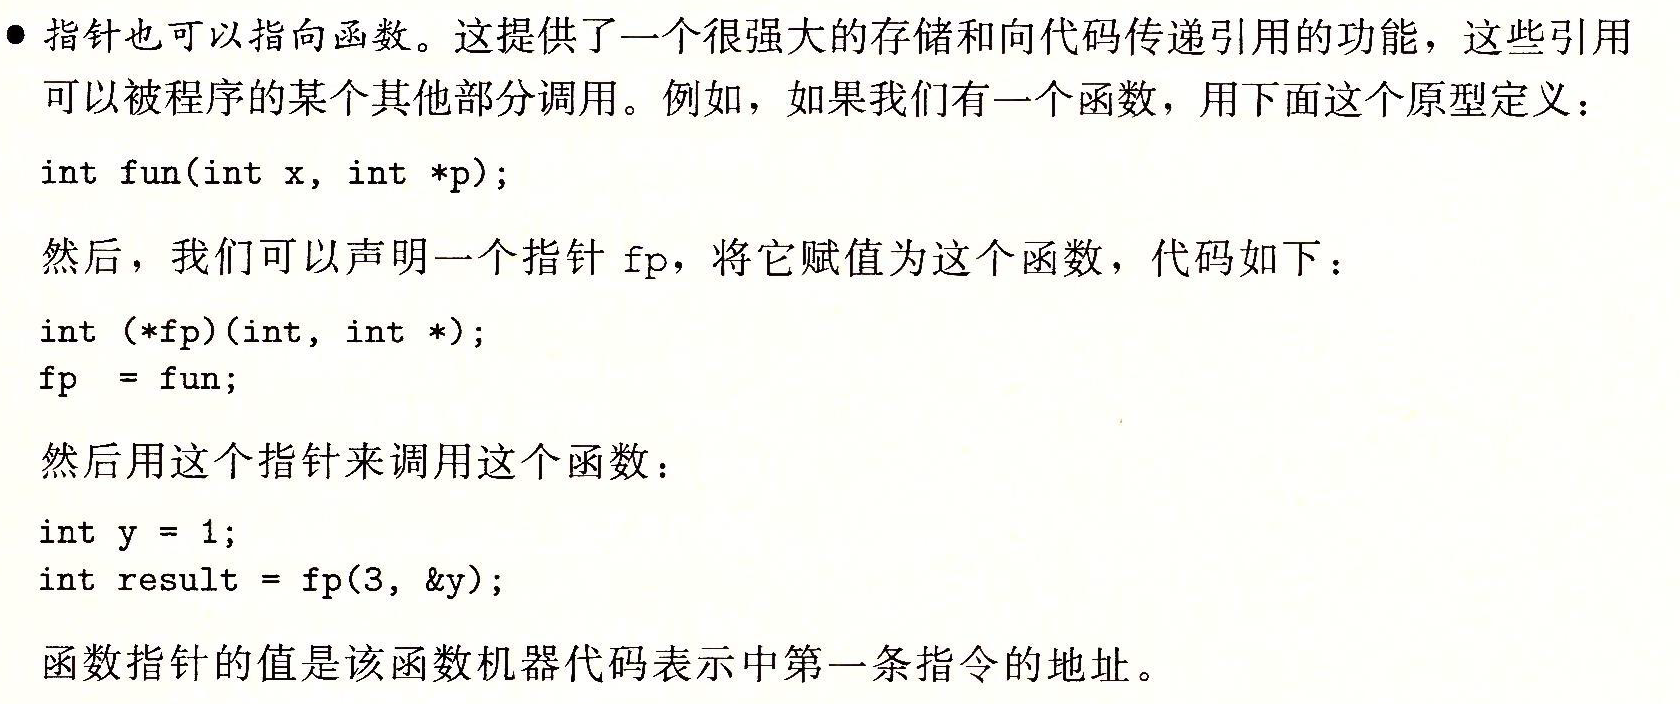 ● 指针也可以指向函数。这提供了一个很强大的存储和向代码传递引用的功能，这些引用
可以被程序的某个其他部分调用。例如，如果我们有一个函数，用下面这个原型定义：
int fun(int x, int *p);
然后，我们可以声明一个指针 fp，将它赋值为这个函数，代码如下：
int (*fp)(int, int *);
fp  = fun;
然后用这个指针来调用这个函数：
int y = 1;
int result = fp(3, &y);
函数指针的值是该函数机器代码表示中第一条指令的地址。